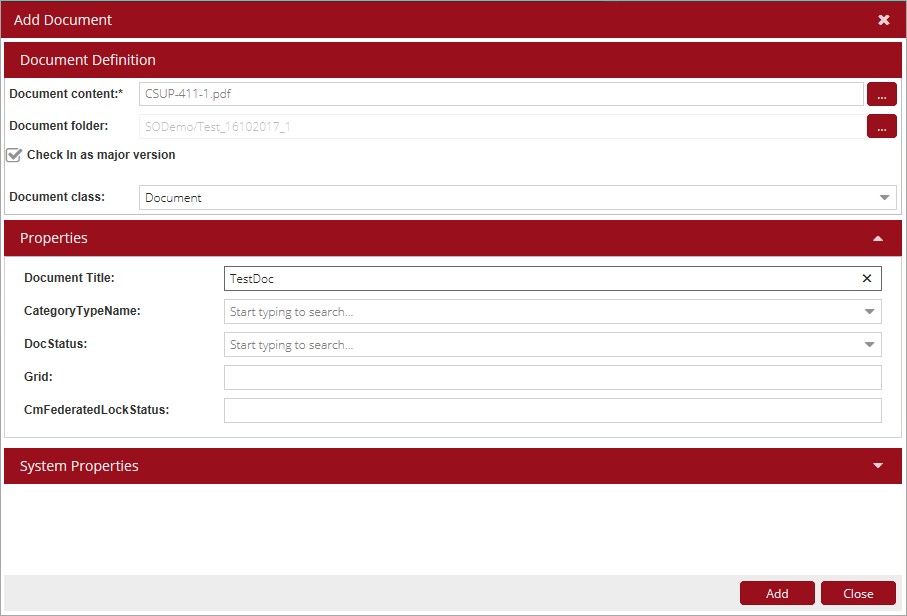 Add Document
Document Definition
Document content:* CSUP-411-1.pdf ...
Document folder: SODemo/Test_16102017_1 ...
Check In as major version
Document class: Document
Properties
Document Title: TestDoc
CategoryTypeName: Start typing to search...
DocStatus: Start typing to search...
Grid:
CmFederatedLockStatus:
System Properties
Add Close